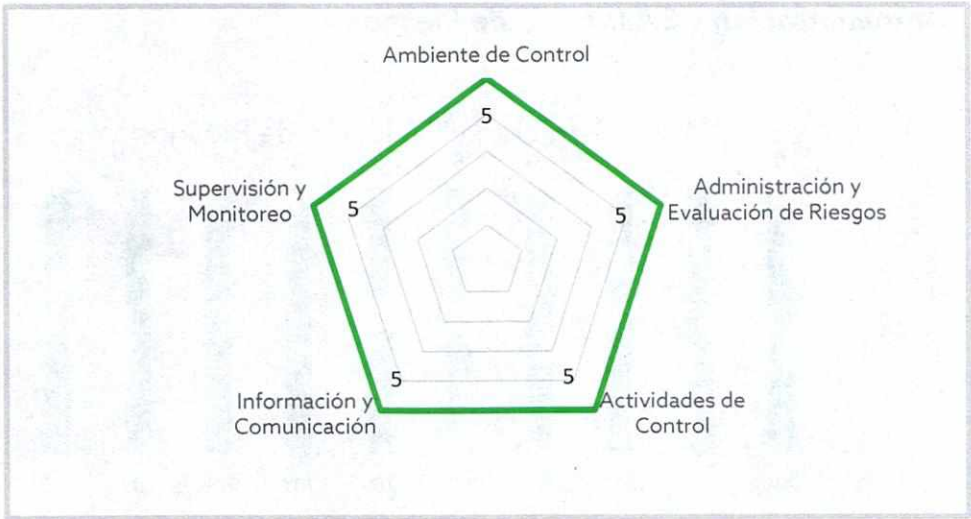 Ambiente de Control
5
Supervisión y
Monitoreo
5
5
Administración y
Evaluación de Riesgos
5
5
Información y
Comunicación
Actividades de
Control